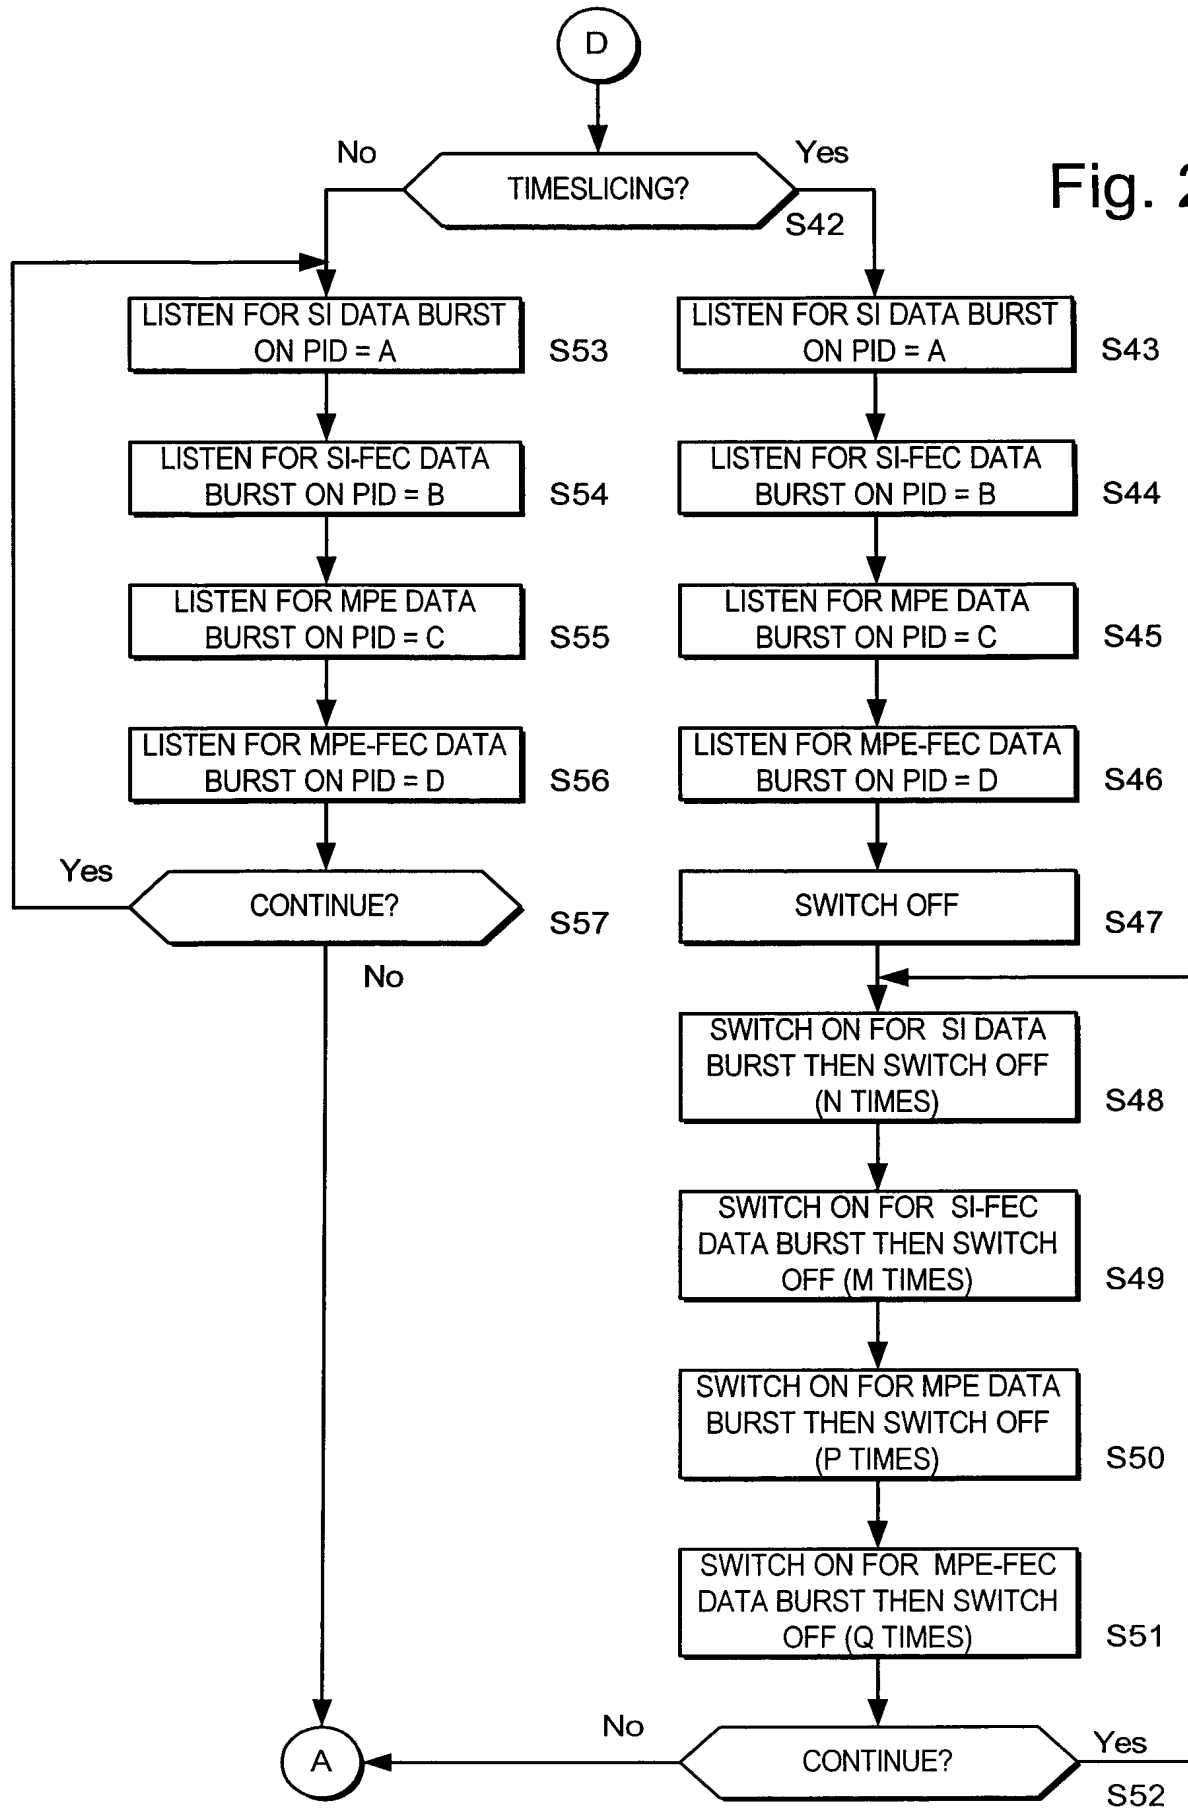 D
No
Yes
TIMESLICING?
Fig. 2
S42
LISTEN FOR SI DATA BURST
ON PID = A
S53
LISTEN FOR SI DATA BURST
ON PID = A
S43
LISTEN FOR SI-FEC DATA
BURST ON PID = B
S54
LISTEN FOR SI-FEC DATA
BURST ON PID = B
S44
LISTEN FOR MPE DATA
BURST ON PID = C
S55
LISTEN FOR MPE DATA
BURST ON PID = C
S45
LISTEN FOR MPE-FEC DATA
BURST ON PID = D
S56
LISTEN FOR MPE-FEC DATA
BURST ON PID = D
S46
Yes
CONTINUE?
S57
No
SWITCH OFF
S47
SWITCH ON FOR SI DATA
BURST THEN SWITCH OFF
(N TIMES)
S48
SWITCH ON FOR SI-FEC
DATA BURST THEN SWITCH
OFF (M TIMES)
S49
SWITCH ON FOR MPE DATA
BURST THEN SWITCH OFF
(P TIMES)
S50
SWITCH ON FOR MPE-FEC
DATA BURST THEN SWITCH
OFF (Q TIMES)
S51
A
No
CONTINUE?
Yes
S52